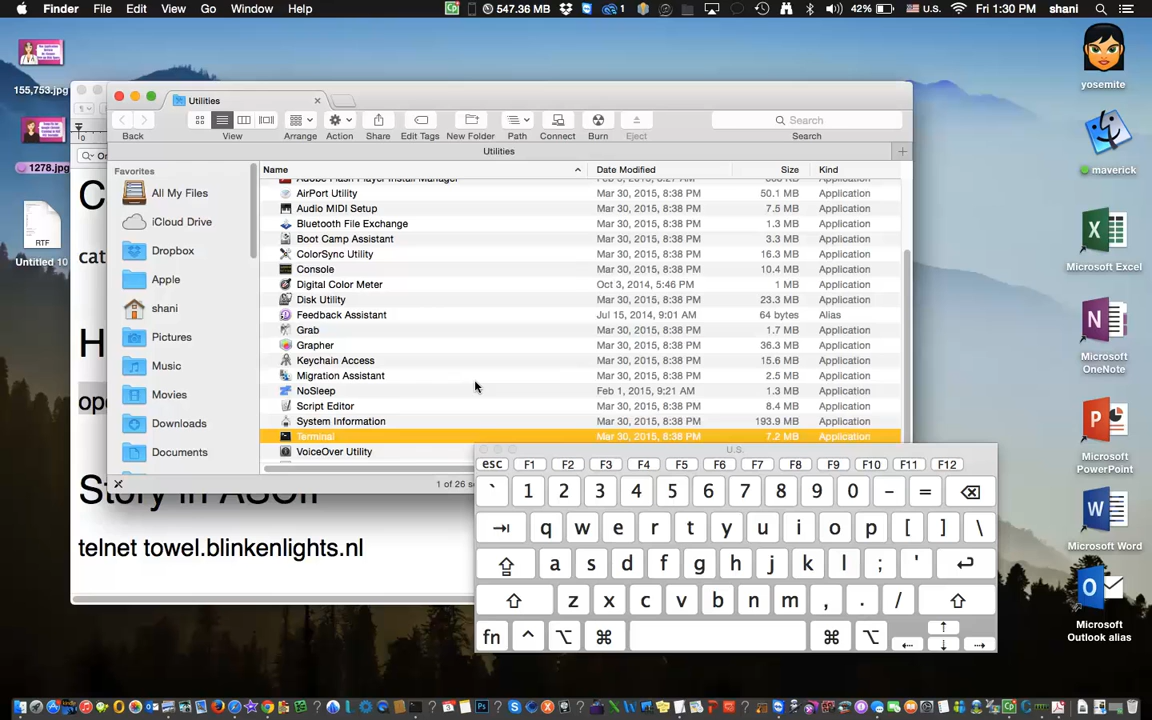 Finder File Edit View Go Window Help
547.36 MB
1
42%
U.S.
Fri 1:30 PM
shani
155,753.jpg
1278.jpg
RTF
Untitled 10
Utilities
Back
View
Arrange
Action
Share
Edit Tags
New Folder
Path
Connect
Burn
Eject
Search
Search
Utilities
Favorites
All My Files
iCloud Drive
Dropbox
Apple
shani
Pictures
Music
Movies
Downloads
Documents
Name Date Modified Size Kind
AirPort Utility Mar 30, 2015, 8:38 PM 50.1 MB Application
Audio MIDI Setup Mar 30, 2015, 8:38 PM 7.5 MB Application
Bluetooth File Exchange Mar 30, 2015, 8:38 PM 1 MB Application
Boot Camp Assistant Mar 30, 2015, 8:38 PM 3.3 MB Application
ColorSync Utility Mar 30, 2015, 8:38 PM 16.3 MB Application
Console Mar 30, 2015, 8:38 PM 10.4 MB Application
Digital Color Meter Oct 3, 2014, 5:46 PM 1 MB Application
Disk Utility Mar 30, 2015, 8:38 PM 23.3 MB Application
Feedback Assistant Jul 15, 2014, 9:01 AM 64 bytes Alias
Grab Mar 30, 2015, 8:38 PM 1.7 MB Application
Grapher Mar 30, 2015, 8:38 PM 36.3 MB Application
Keychain Access Mar 30, 2015, 8:38 PM 15.6 MB Application
Migration Assistant Mar 30, 2015, 8:38 PM 2.5 MB Application
NoSleep Feb 1, 2015, 9:21 AM 1.3 MB Application
Script Editor Mar 30, 2015, 8:38 PM 8.4 MB Application
System Information Mar 30, 2015, 8:38 PM 193.9 MB Application
Terminal Mar 30, 2015, 8:38 PM 7.2 MB Application
VoiceOver Utility
1 of 26 se
C
cat
H
ope
Story in ASCII
telnet towel.blinkenlights.nl
U.S.
esc F1 F2 F3 F4 F5 F6 F7 F8 F9 F10 F11 F12
` 1 2 3 4 5 6 7 8 9 0 - =
q w e r t y u i o p [ ] \
a s d f g h j k l ; '
z x c v b n m , . /
fn
yosemite
maverick
Microsoft Excel
Microsoft
OneNote
Microsoft
PowerPoint
Microsoft Word
Microsoft
Outlook alias